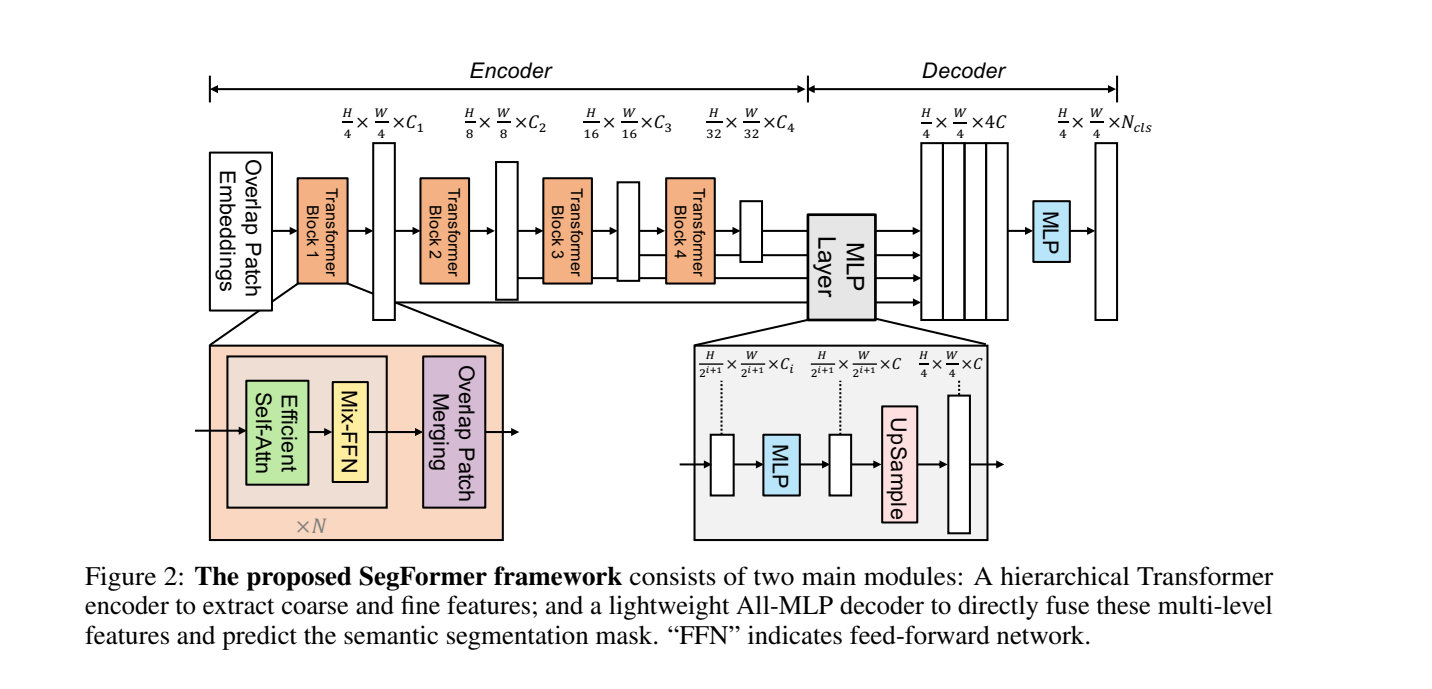 Encoder
Decoder
H/4 × W/4 ×C₁
H/8 × W/8 ×C₂
H/16 × W/16 ×C₃
H/32 × W/32 ×C₄
H/4 × W/4 ×4C
H/4 × W/4 ×N_cls
Overlap Patch
Embeddings
Transformer
Block 1
Transformer
Block 2
Transformer
Block 3
Transformer
Block 4
MLP
Layer
MLP
Efficient
Self-Attn
Mix-FFN
×N
Overlap Patch
Merging
H/2^{i+1} × W/2^{i+1} ×C_i
H/2^{i+1} × W/2^{i+1} ×C
H/4 × W/4 ×C
MLP
UpSample
Figure 2: The proposed SegFormer framework consists of two main modules: A hierarchical Transformer
encoder to extract coarse and fine features; and a lightweight All-MLP decoder to directly fuse these multi-level
features and predict the semantic segmentation mask. “FFN” indicates feed-forward network.